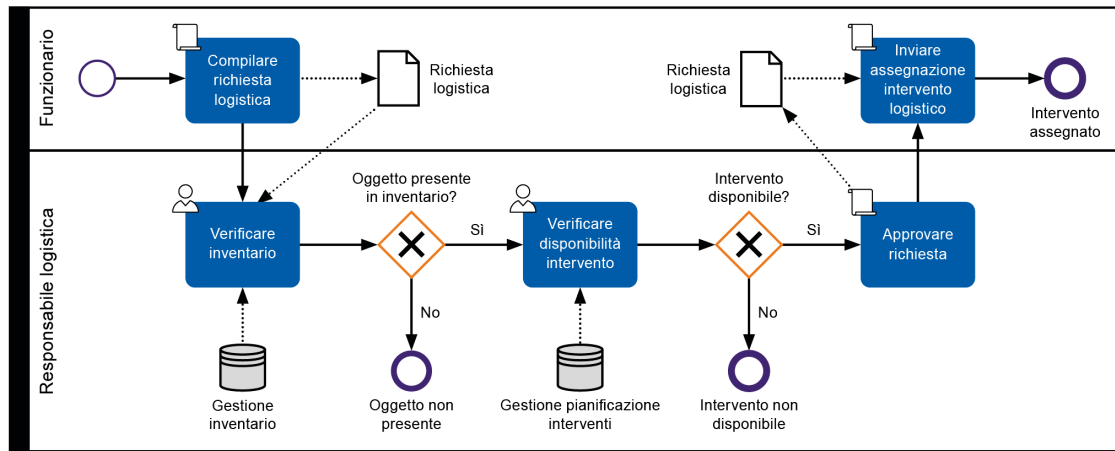 Funzionario
Compilare
richiesta
logistica
Richiesta
logistica
Richiesta
logistica
Inviare
assegnazione
intervento
logistico
Intervento
assegnato
Responsabile logistica
Verificare
inventario
Oggetto presente
in inventario?
Sì
No
Verificare
disponibilità
intervento
Intervento
disponibile?
Sì
No
Approvare
richiesta
Gestione
inventario
Oggetto non
presente
Gestione pianificazione
interventi
Intervento non
disponibile